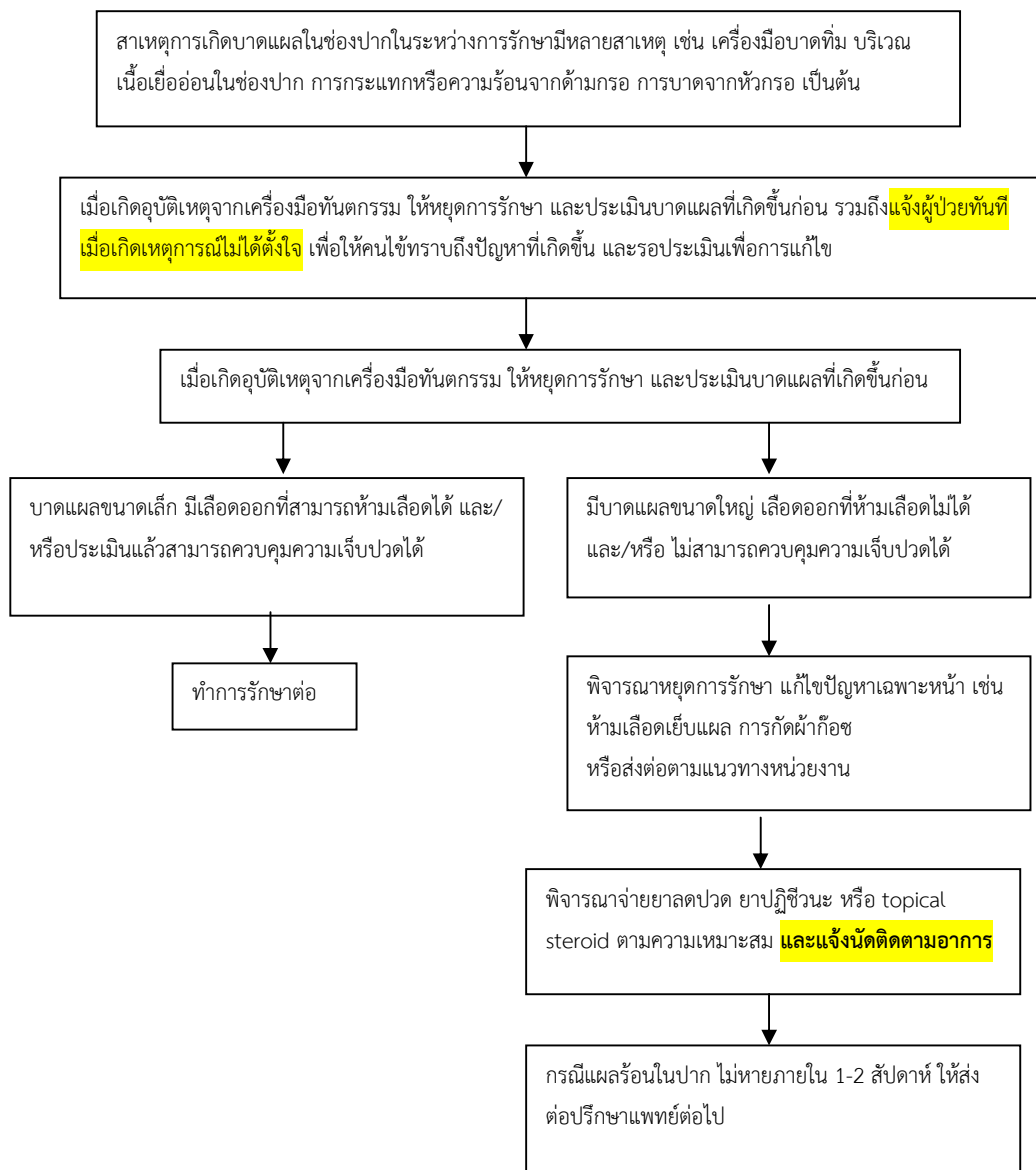 สาเหตุการเกิดบาดแผลในช่องปากในระหว่างการรักษามีหลายสาเหตุ เช่น เครื่องมือบาดทิ่ม บริเวณ
เนื้อเยื่ออ่อนในช่องปาก การกระแทกหรือความร้อนจากด้ามกรอ การบาดจากหัวกรอ เป็นต้น
เมื่อเกิดอุบัติเหตุจากเครื่องมือทันตกรรม ให้หยุดการรักษา และประเมินบาดแผลที่เกิดขึ้นก่อน รวมถึงแจ้งผู้ป่วยทันที
เมื่อเกิดเหตุการณ์ไม่ได้ตั้งใจ เพื่อให้คนไข้ทราบถึงปัญหาที่เกิดขึ้น และรอประเมินเพื่อการแก้ไข
เมื่อเกิดอุบัติเหตุจากเครื่องมือทันตกรรม ให้หยุดการรักษา และประเมินบาดแผลที่เกิดขึ้นก่อน
บาดแผลขนาดเล็ก มีเลือดออกที่สามารถห้ามเลือดได้ และ/
หรือประเมินแล้วสามารถควบคุมความเจ็บปวดได้
มีบาดแผลขนาดใหญ่ เลือดออกที่ห้ามเลือดไม่ได้
และ/หรือ ไม่สามารถควบคุมความเจ็บปวดได้
ทำการรักษาต่อ
พิจารณาหยุดการรักษา แก้ไขปัญหาเฉพาะหน้า เช่น
ห้ามเลือดเย็บแผล การกัดผ้าก๊อซ
หรือส่งต่อตามแนวทางหน่วยงาน
พิจารณาจ่ายยาลดปวด ยาปฏิชีวนะ หรือ topical
steroid ตามความเหมาะสม และแจ้งนัดติดตามอาการ
กรณีแผลร้อนในปาก ไม่หายภายใน 1-2 สัปดาห์ ให้ส่ง
ต่อปรึกษาแพทย์ต่อไป